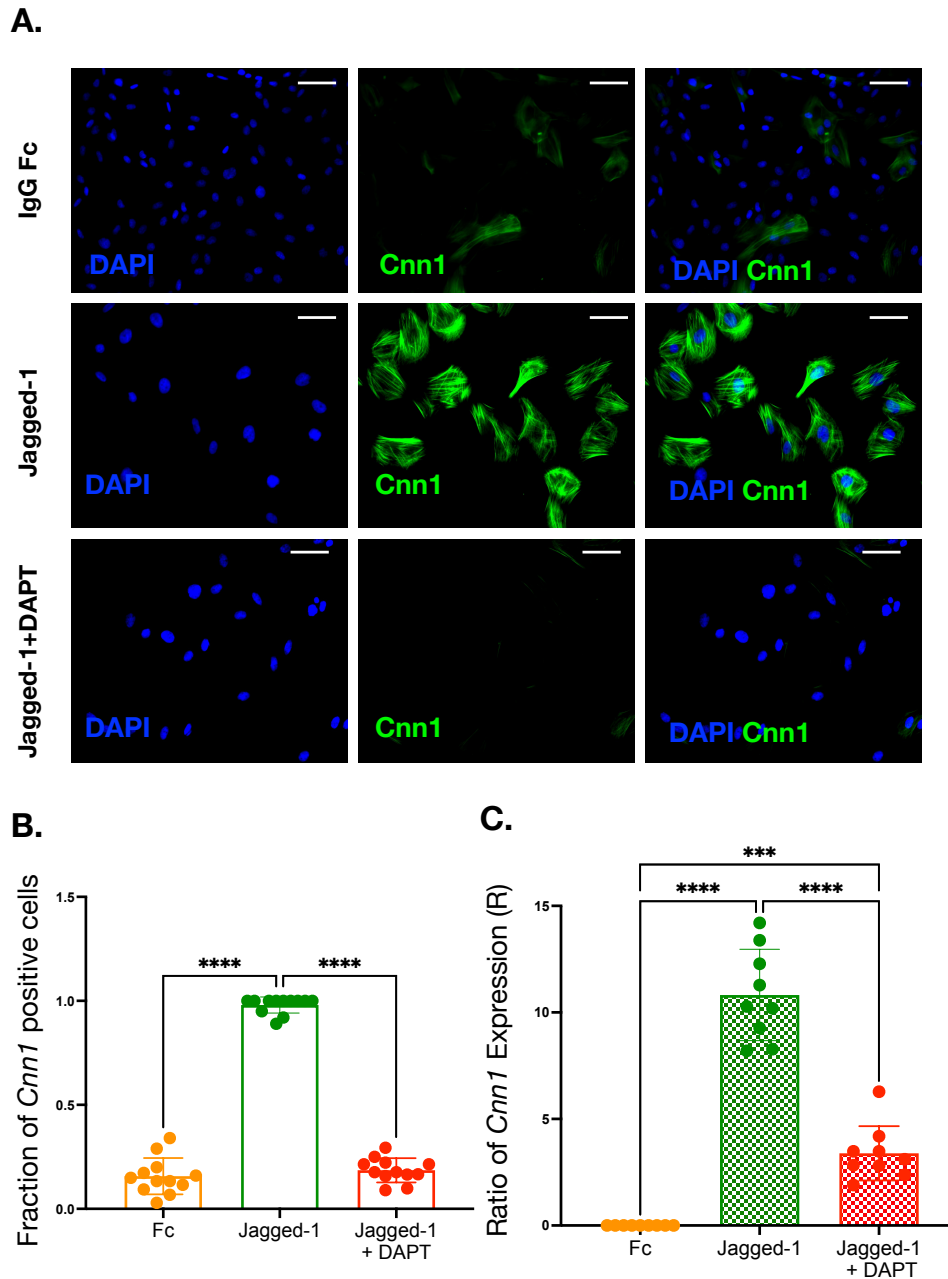 A.
IgG Fc
DAPI
Cnn1
DAPI Cnn1
Jagged-1
DAPI
Cnn1
DAPI Cnn1
Jagged-1+DAPT
DAPI
Cnn1
DAPI Cnn1
B.
Fraction of Cnn1 positive cells
1.5
1.0
0.5
0.0
****
****
Fc
Jagged-1
Jagged-1
+ DAPT
C.
Ratio of Cnn1 Expression (R)
15
10
5
0
***
****
****
Fc
Jagged-1
Jagged-1
+ DAPT